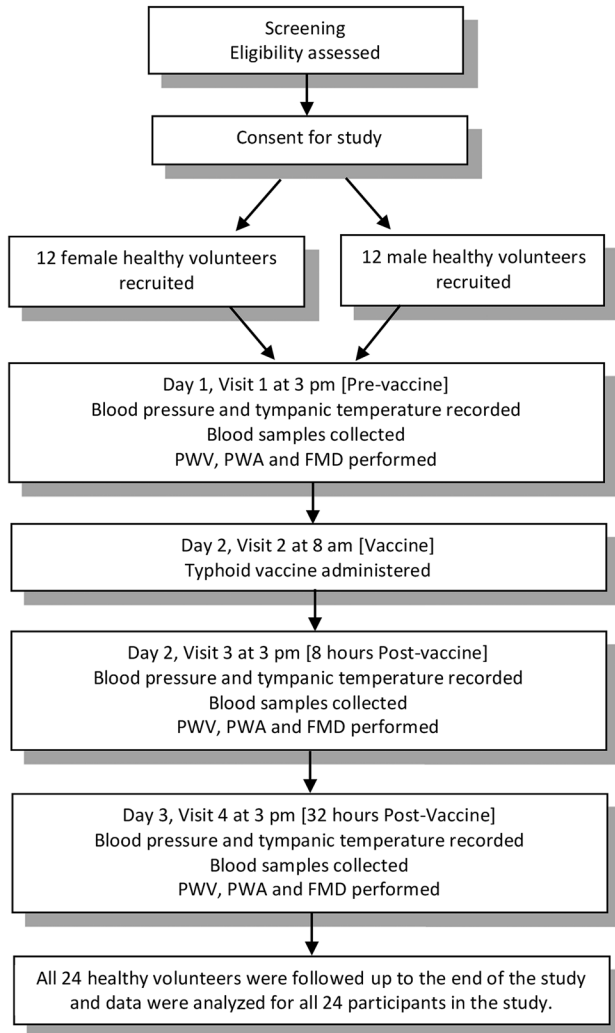 Screening
Eligibility assessed
Consent for study
12 female healthy volunteers
recruited
12 male healthy volunteers
recruited
Day 1, Visit 1 at 3 pm [Pre-vaccine]
Blood pressure and tympanic temperature recorded
Blood samples collected
PWV, PWA and FMD performed
Day 2, Visit 2 at 8 am [Vaccine]
Typhoid vaccine administered
Day 2, Visit 3 at 3 pm [8 hours Post-vaccine]
Blood pressure and tympanic temperature recorded
Blood samples collected
PWV, PWA and FMD performed
Day 3, Visit 4 at 3 pm [32 hours Post-Vaccine]
Blood pressure and tympanic temperature recorded
Blood samples collected
PWV, PWA and FMD performed
All 24 healthy volunteers were followed up to the end of the study
and data were analyzed for all 24 participants in the study.